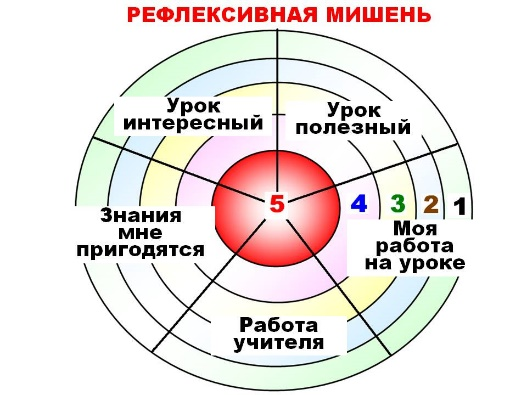 РЕФЛЕКСИВНАЯ МИШЕНЬ
Урок
интересный
Урок
полезный
5 4 3 2 1
Знания
мне
пригодятся
Моя
работа
на уроке
Работа
учителя